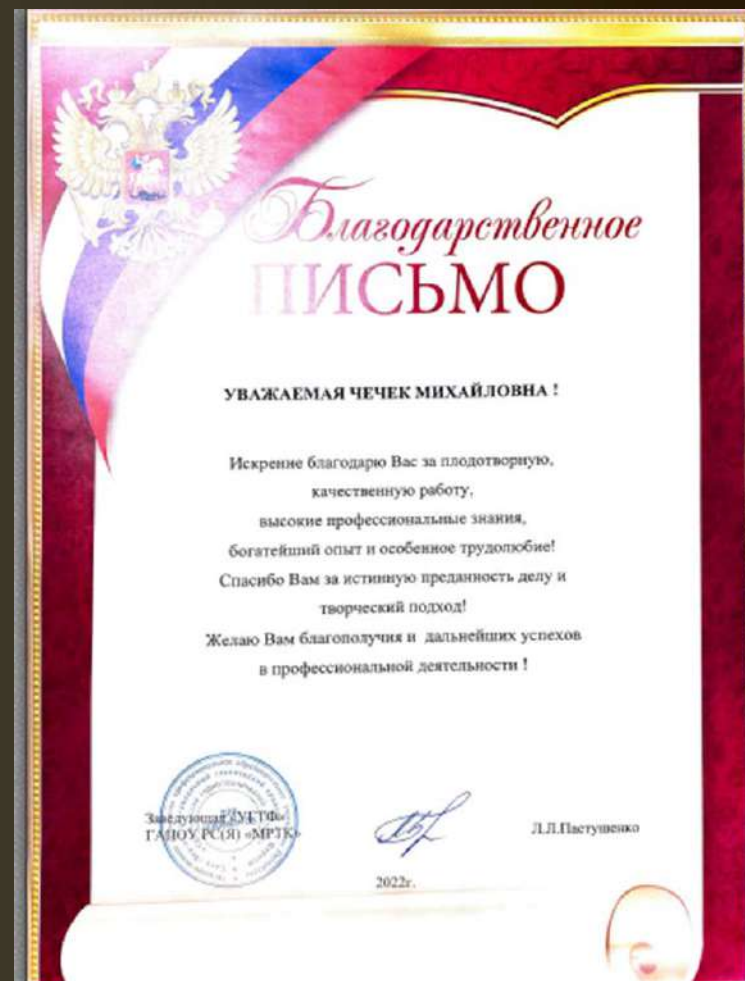 Благодарственное
ПИСЬМО
УВАЖАЕМАЯ ЧЕЧЕК МИХАЙЛОВНА !
Искренне благодарю Вас за плодотворную,
качественную работу,
высокие профессиональные знания,
богатейший опыт и особенное трудолюбие!
Спасибо Вам за истинную преданность делу и
творческий подход!
Желаю Вам благополучия и дальнейших успехов
в профессиональной деятельности !
Заведующая «УГТФ»
ГАПОУ РС(Я) «МРТК»
Л.Л.Пастушенко
2022г.